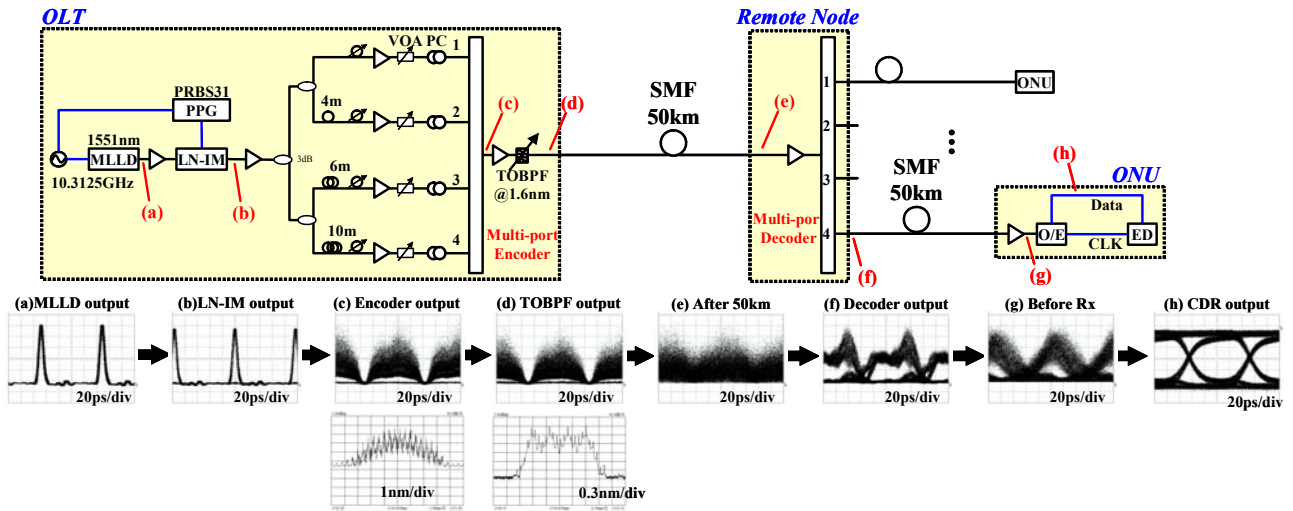 OLT
Remote Node
VOA PC
1
PRBS31
PPG
4m
2
(c)
(d)
SMF
50km
(e)
1
ONU
1551nm
MLLD
LN-IM
3dB
10.3125GHz
(a)
(b)
6m
3
TOBPF
@1.6nm
2
3
SMF
50km
(h)
ONU
10m
4
Multi-port
Encoder
Multi-por
Decoder
4
Data
O/E
CLK
ED
(f)
(g)
(a)MLLD output
(b)LN-IM output
(c) Encoder output
(d) TOBPF output
(e) After 50km
(f) Decoder output
(g) Before Rx
(h) CDR output
20ps/div
20ps/div
20ps/div
20ps/div
20ps/div
20ps/div
20ps/div
20ps/div
1nm/div
0.3nm/div